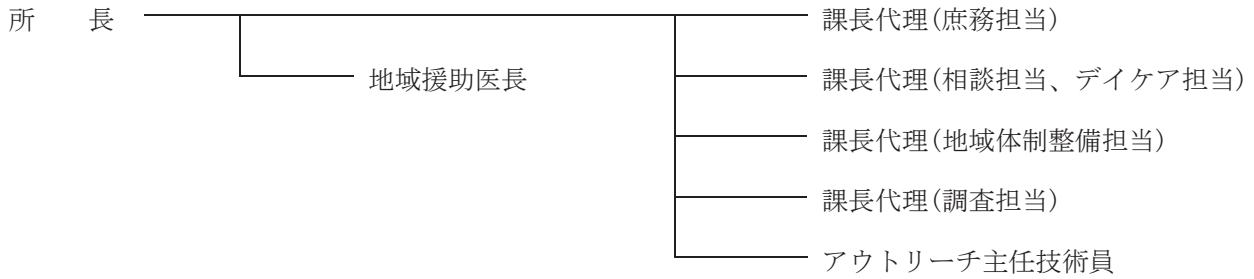 所　　長
課長代理(庶務担当)
地域援助医長
課長代理(相談担当、デイケア担当)
課長代理(地域体制整備担当)
課長代理(調査担当)
アウトリーチ主任技術員